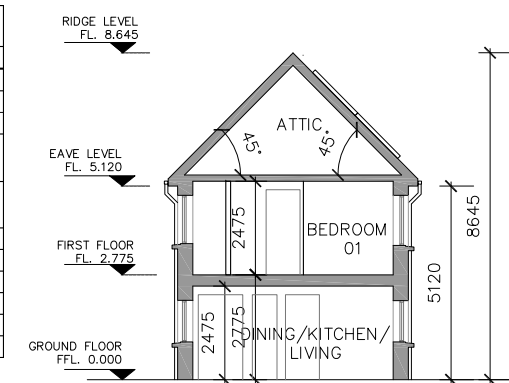 RIDGE LEVEL
FL. 8.645
ATTIC
45°
45°
EAVE LEVEL
FL. 5.120
2475
BEDROOM
01
8645
FIRST FLOOR
FL. 2.775
5120
2475
2775
DINING/KITCHEN/
LIVING
GROUND FLOOR
FFL. 0.000